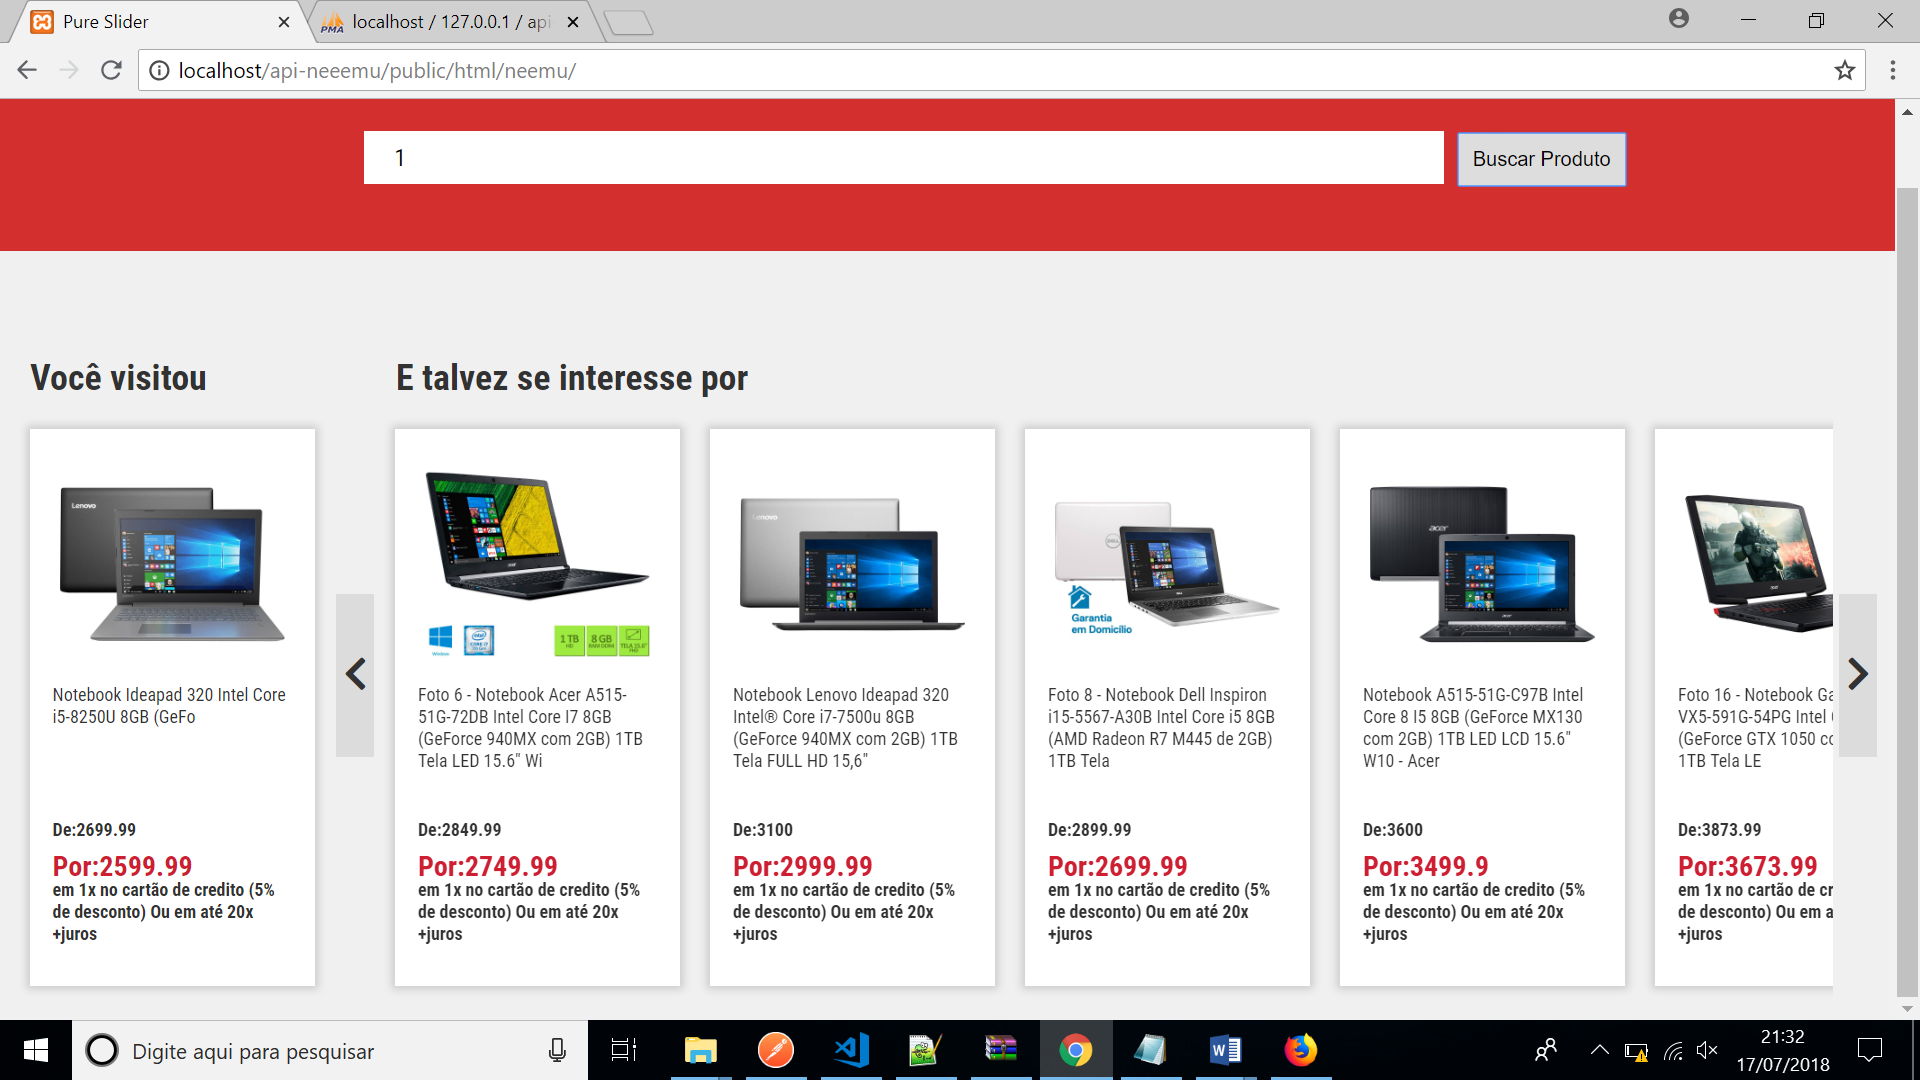 Pure Slider
localhost / 127.0.0.1 / api
localhost/api-neeemu/public/html/neemu/
1
Buscar Produto
Você visitou
E talvez se interesse por
Lenovo
Notebook Ideapad 320 Intel Core
i5-8250U 8GB (GeFo
De:2699.99
Por:2599.99
em 1x no cartão de credito (5%
de desconto) Ou em até 20x
+juros
1 TB
8 GB
Foto 6 - Notebook Acer A515-
51G-72DB Intel Core I7 8GB
(GeForce 940MX com 2GB) 1TB
Tela LED 15.6" Wi
De:2849.99
Por:2749.99
em 1x no cartão de credito (5%
de desconto) Ou em até 20x
+juros
Lenovo
Notebook Lenovo Ideapad 320
Intel® Core i7-7500u 8GB
(GeForce 940MX com 2GB) 1TB
Tela FULL HD 15,6"
De:3100
Por:2999.99
em 1x no cartão de credito (5%
de desconto) Ou em até 20x
+juros
Garantia
em Domicílio
Foto 8 - Notebook Dell Inspiron
i15-5567-A30B Intel Core i5 8GB
(AMD Radeon R7 M445 de 2GB)
1TB Tela
De:2899.99
Por:2699.99
em 1x no cartão de credito (5%
de desconto) Ou em até 20x
+juros
acer
Notebook A515-51G-C97B Intel
Core 8 I5 8GB (GeForce MX130
com 2GB) 1TB LED LCD 15.6"
W10 - Acer
De:3600
Por:3499.9
em 1x no cartão de credito (5%
de desconto) Ou em até 20x
+juros
Foto 16 - Notebook Ga
VX5-591G-54PG Intel
(GeForce GTX 1050 co
1TB Tela LE
De:3873.99
Por:3673.99
em 1x no cartão de cr
de desconto) Ou em a
+juros
Digite aqui para pesquisar
21:32
17/07/2018